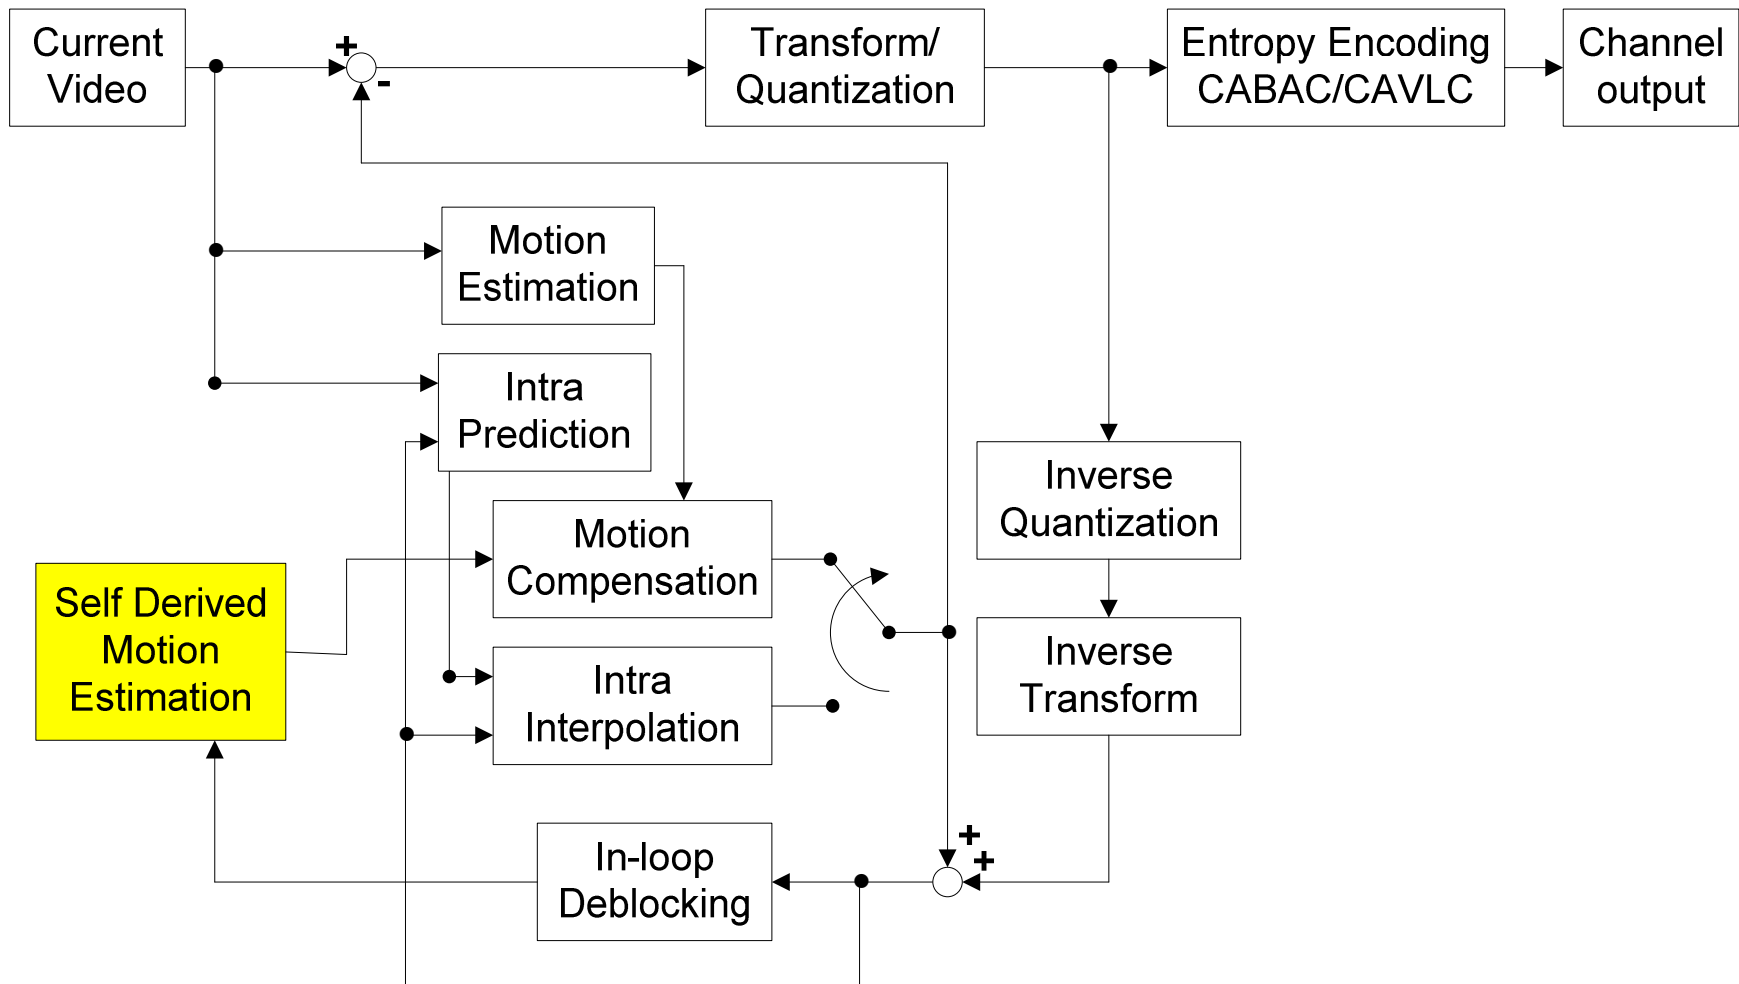 Current
Video
+
-
Transform/
Quantization
Entropy Encoding
CABAC/CAVLC
Channel
output
Motion
Estimation
Intra
Prediction
Motion
Compensation
Inverse
Quantization
Self Derived
Motion
Estimation
Intra
Interpolation
Inverse
Transform
In-loop
Deblocking
+
+